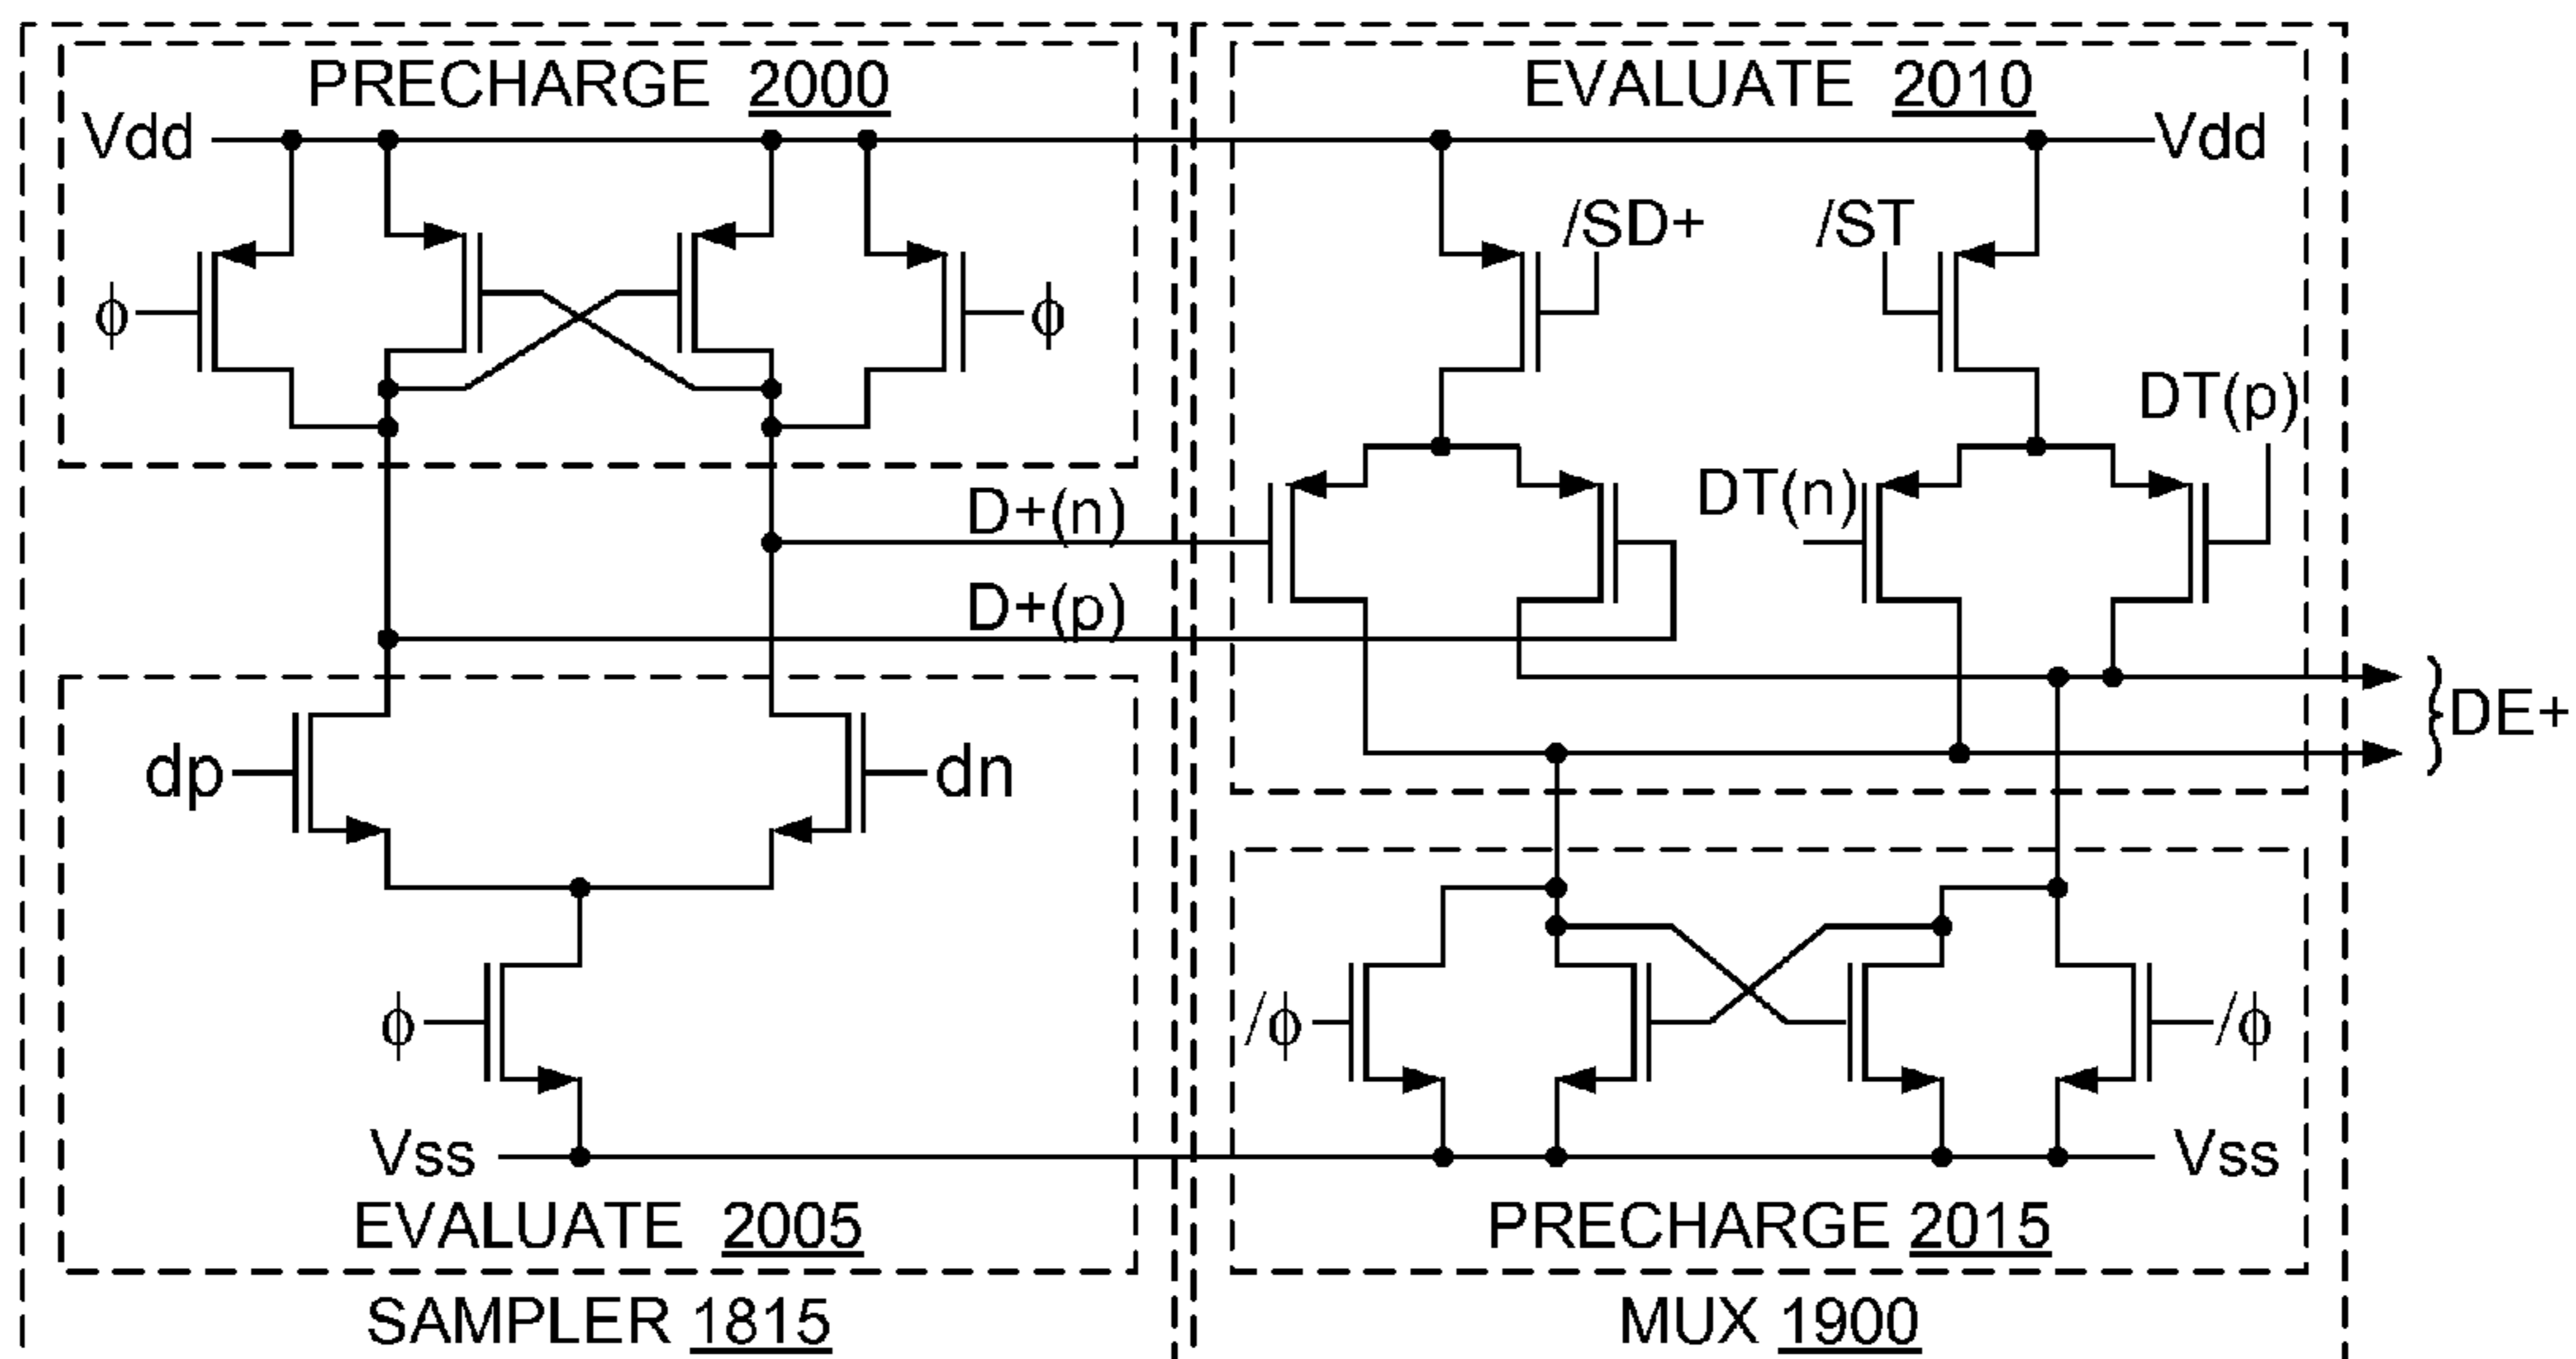 PRECHARGE 2000
EVALUATE 2010
Vdd
Vdd
/SD+
/ST
ϕ
ϕ
DT(p)
DT(n)
D+(n)
D+(p)
DE+
dp
dn
ϕ
/ϕ
/ϕ
Vss
Vss
EVALUATE 2005
PRECHARGE 2015
SAMPLER 1815
MUX 1900